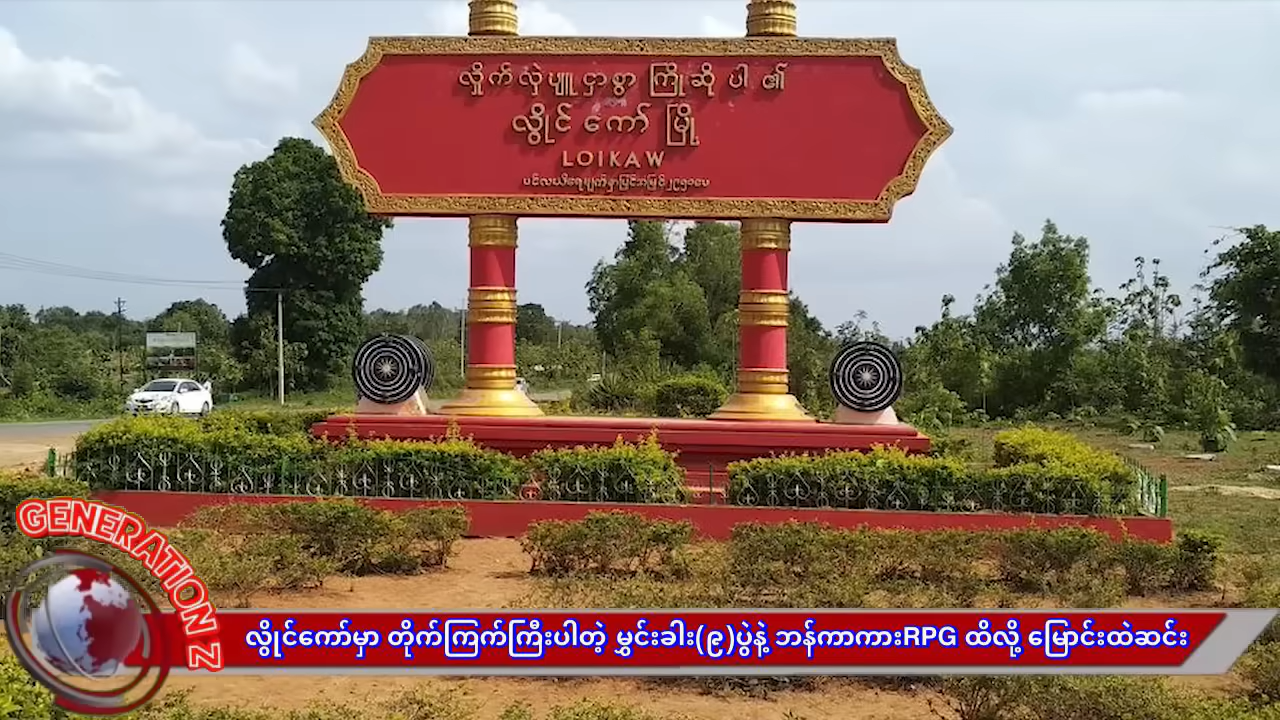 လှိုက်လှဲပျူငှာစွာ ကြိုဆို ပါ ၏
လွိုင် ကော် မြို့
LOIKAW
GENERATION Z
လွိုင်ကော်မှာ တိုက်ကြက်ကြီးပါတဲ့ မွှင်းခါး(၉)ပွဲနဲ့ ဘန်ကာကားRPG ထိလို့ မြောင်းထဲဆင်း